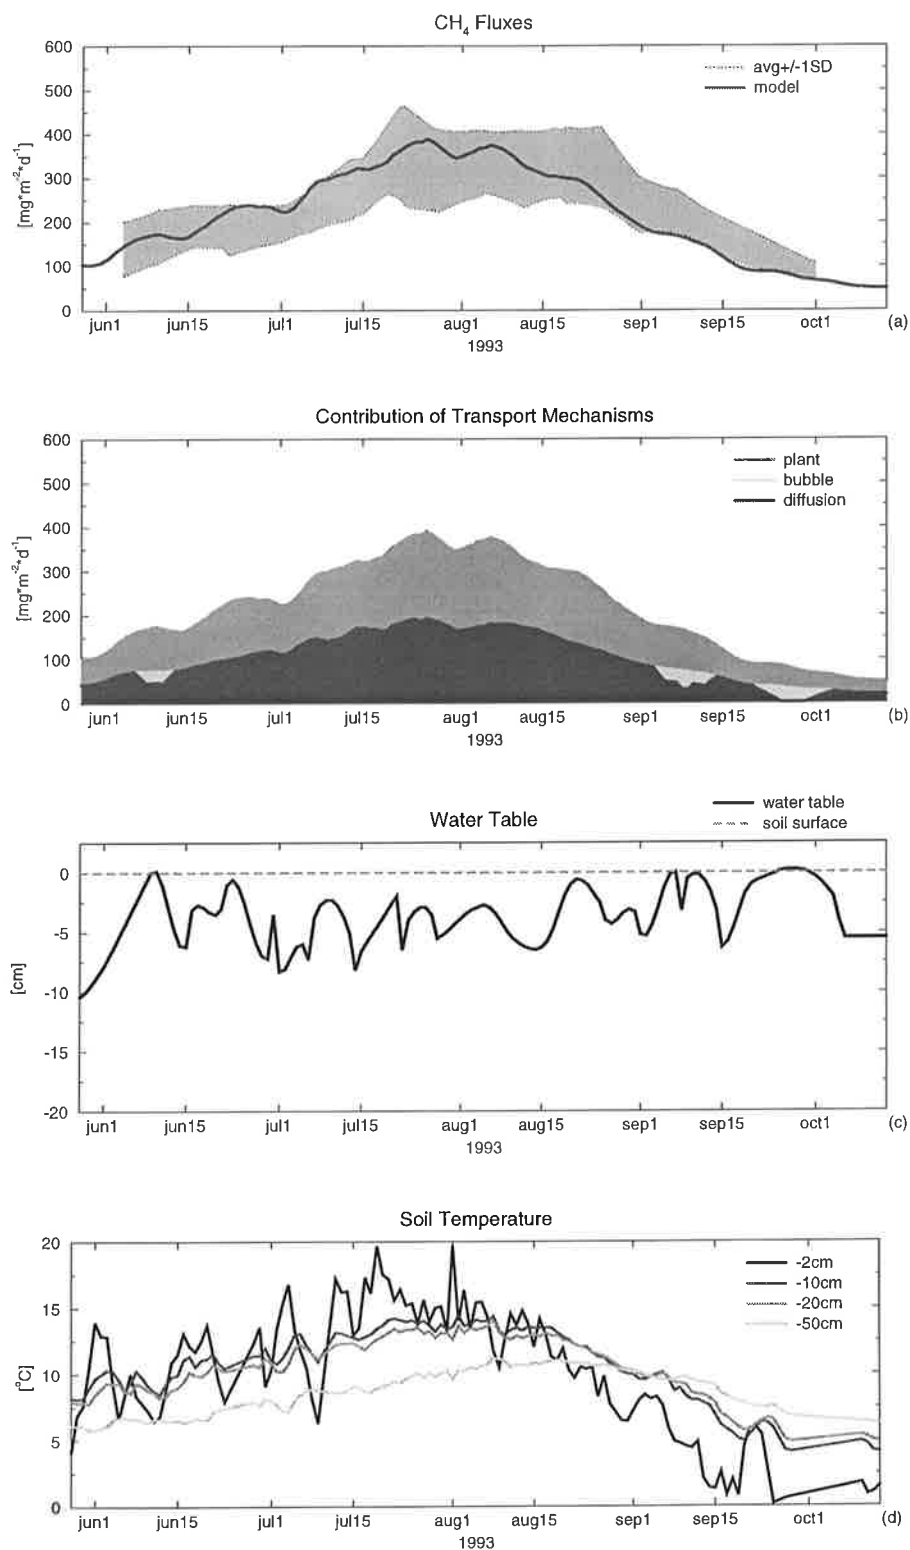 CH4 Fluxes
600
500
400
300
200
100
0
[mg*m-2*d-1]
avg+/-1SD
model
jun1 jun15 jul1 jul15 aug1 aug15 sep1 sep15 oct1 (a)
1993
Contribution of Transport Mechanisms
600
500
400
300
200
100
0
[mg*m-2*d-1]
plant
bubble
diffusion
jun1 jun15 jul1 jul15 aug1 aug15 sep1 sep15 oct1 (b)
1993
Water Table
water table
soil surface
0
-5
-10
-15
-20
[cm]
jun1 jun15 jul1 jul15 aug1 aug15 sep1 sep15 oct1 (c)
1993
Soil Temperature
20
15
10
5
0
[°C]
-2cm
-10cm
-20cm
-50cm
jun1 jun15 jul1 jul15 aug1 aug15 sep1 sep15 oct1 (d)
1993